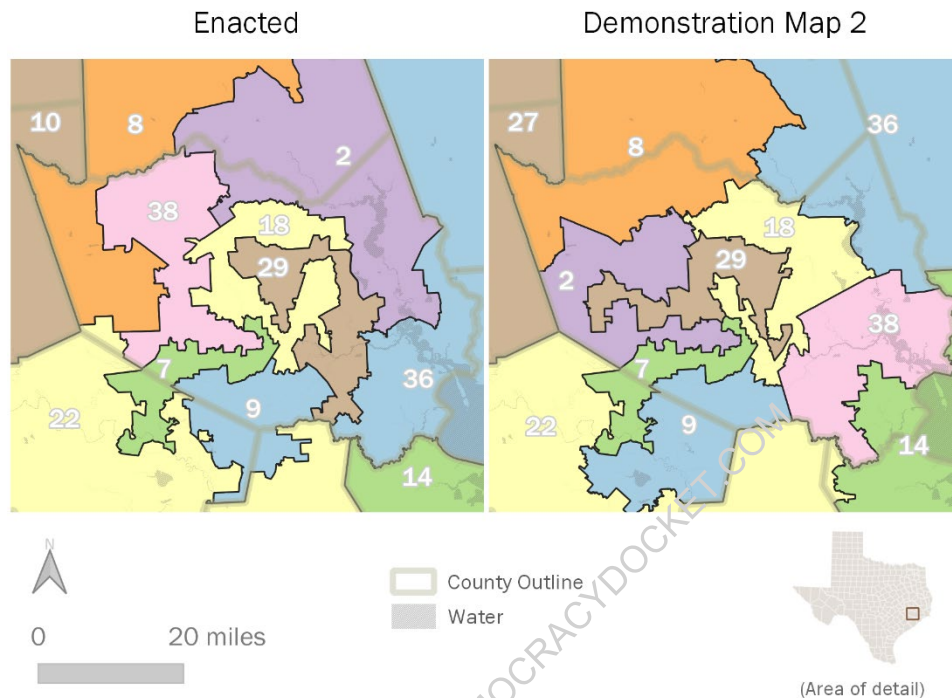 Enacted
Demonstration Map 2
10
8
2
38
18
29
7
36
22
9
14
27
8
36
18
29
2
38
7
22
9
14
N
0
20 miles
County Outline
Water
(Area of detail)
OCRACYDOCKET.COM